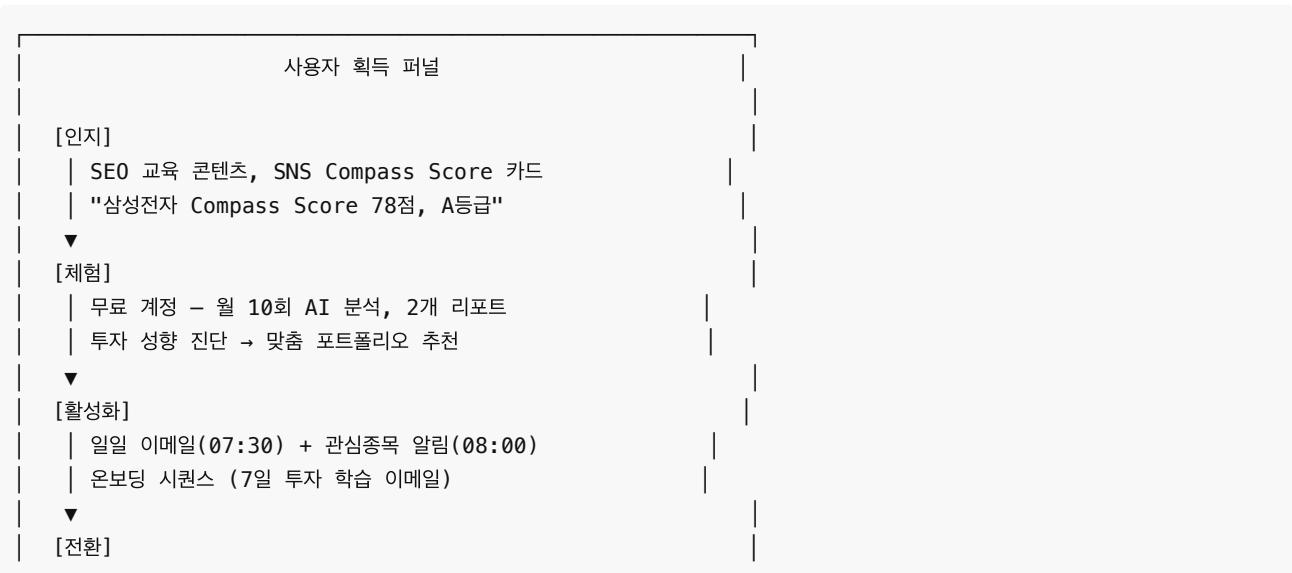 사용자 획득 퍼널
[인지]
SEO 교육 콘텐츠, SNS Compass Score 카드
"삼성전자 Compass Score 78점, A등급"
▼
[체험]
무료 계정 — 월 10회 AI 분석, 2개 리포트
투자 성향 진단 → 맞춤 포트폴리오 추천
▼
[활성화]
일일 이메일(07:30) + 관심종목 알림(08:00)
온보딩 시퀀스 (7일 투자 학습 이메일)
▼
[전환]